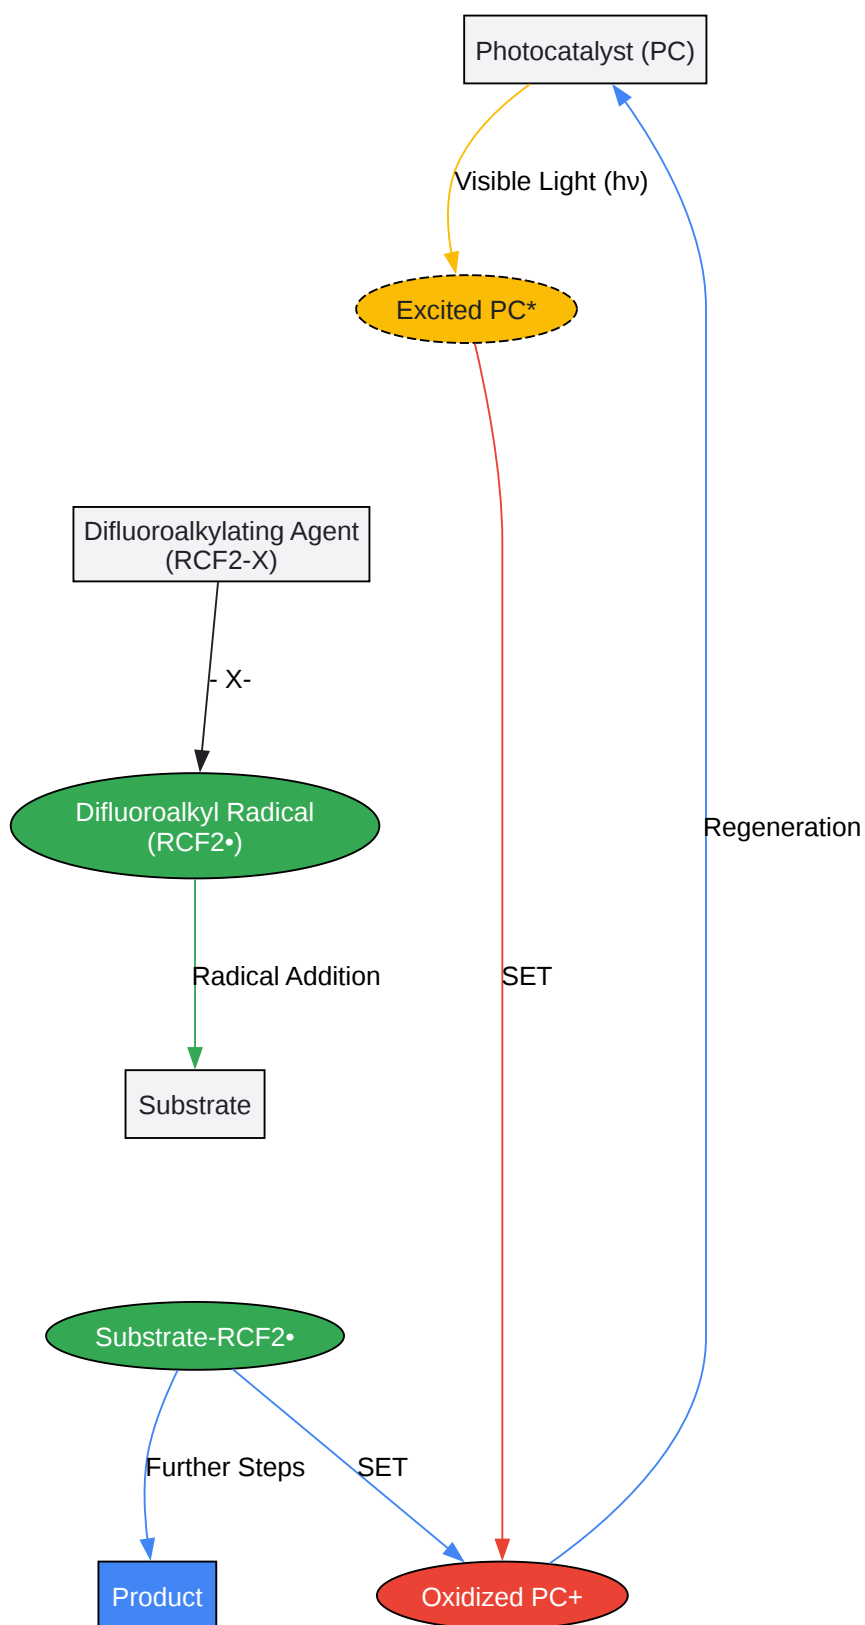 Photocatalyst (PC)
Visible Light (hν)
Excited PC*
Difluoroalkylating Agent
(RCF2-X)
- X-
Difluoroalkyl Radical
(RCF2•)
Regeneration
Radical Addition
SET
Substrate
Substrate-RCF2•
Further Steps
SET
Product
Oxidized PC+